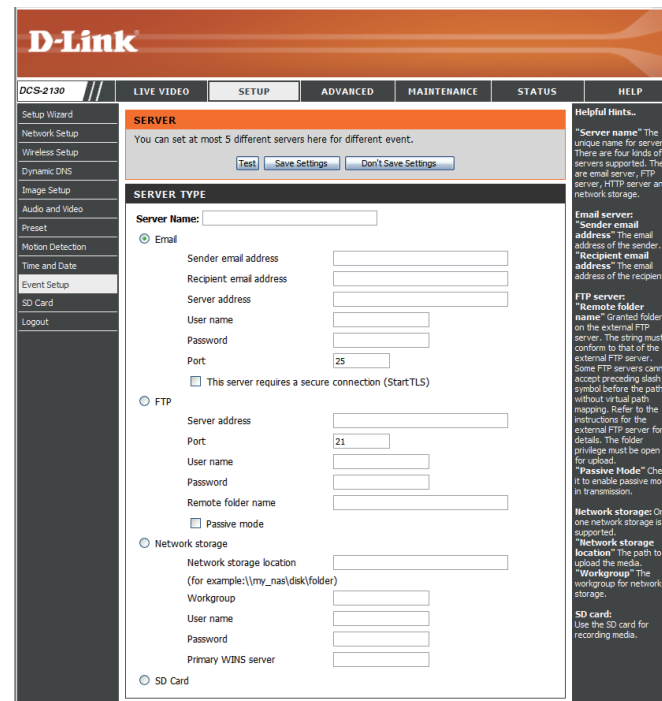 D-Link
DCS-2130 // LIVE VIDEO SETUP ADVANCED MAINTENANCE STATUS HELP
Setup Wizard
Network Setup
Wireless Setup
Dynamic DNS
Image Setup
Audio and Video
Preset
Motion Detection
Time and Date
Event Setup
SD Card
Logout
SERVER
You can set at most 5 different servers here for different event.
Test Save Settings Don't Save Settings
SERVER TYPE
Server Name:
Email
Sender email address
Recipient email address
Server address
User name
Password
Port 25
This server requires a secure connection (StartTLS)
FTP
Server address
Port 21
User name
Password
Remote folder name
Passive mode
Network storage
Network storage location
(for example:\\my_nas\disk\folder)
Workgroup
User name
Password
Primary WINS server
SD Card
Helpful Hints..
"Server name" The
unique name for server
There are four kinds of
servers supported. The
are email server, FTP
server, HTTP server an
network storage.
Email server:
"Sender email
address" The email
address of the sender.
"Recipient email
address" The email
address of the recipien
FTP server:
"Remote folder
name" Granted folder
on the external FTP
server. The string must
conform to that of the
external FTP server.
Some FTP servers cann
accept preceding slash
symbol before the path
without virtual path
mapping. Refer to the
instructions for the
external FTP server for
details. The folder
privilege must be open
for upload.
"Passive Mode" Che
it to enable passive mo
in transmission.
Network storage: On
one network storage is
supported.
"Network storage
location" The path to
upload the media.
"Workgroup" The
workgroup for network
storage.
SD card:
Use the SD card for
recording media.